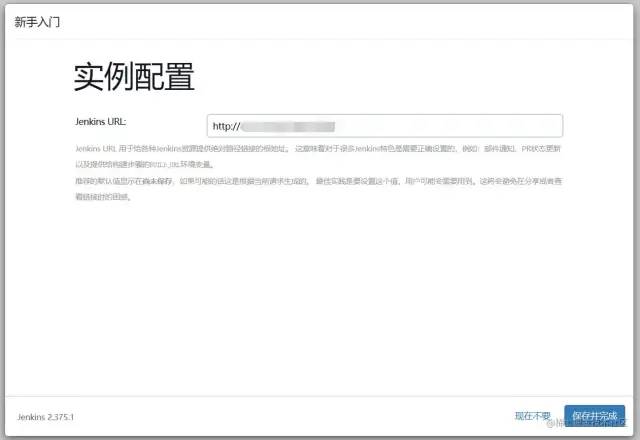 新手入门
实例配置
Jenkins URL:
http://
Jenkins URL 用于给各种Jenkins资源提供绝对路径链接的根地址。 这意味着对于很多Jenkins特色是需要正确设置的，例如：邮件通知、PR状态更新
以及提供给构建步骤的BUILD_URL环境变量。
推荐的默认值显示在尚未保存，如果可能的话这是根据当前请求生成的。 最佳实践是要设置这个值，用户可能会需要用到。这将会避免在分享或者查
看链接时的困惑。
Jenkins 2.375.1
现在不要
保存并完成